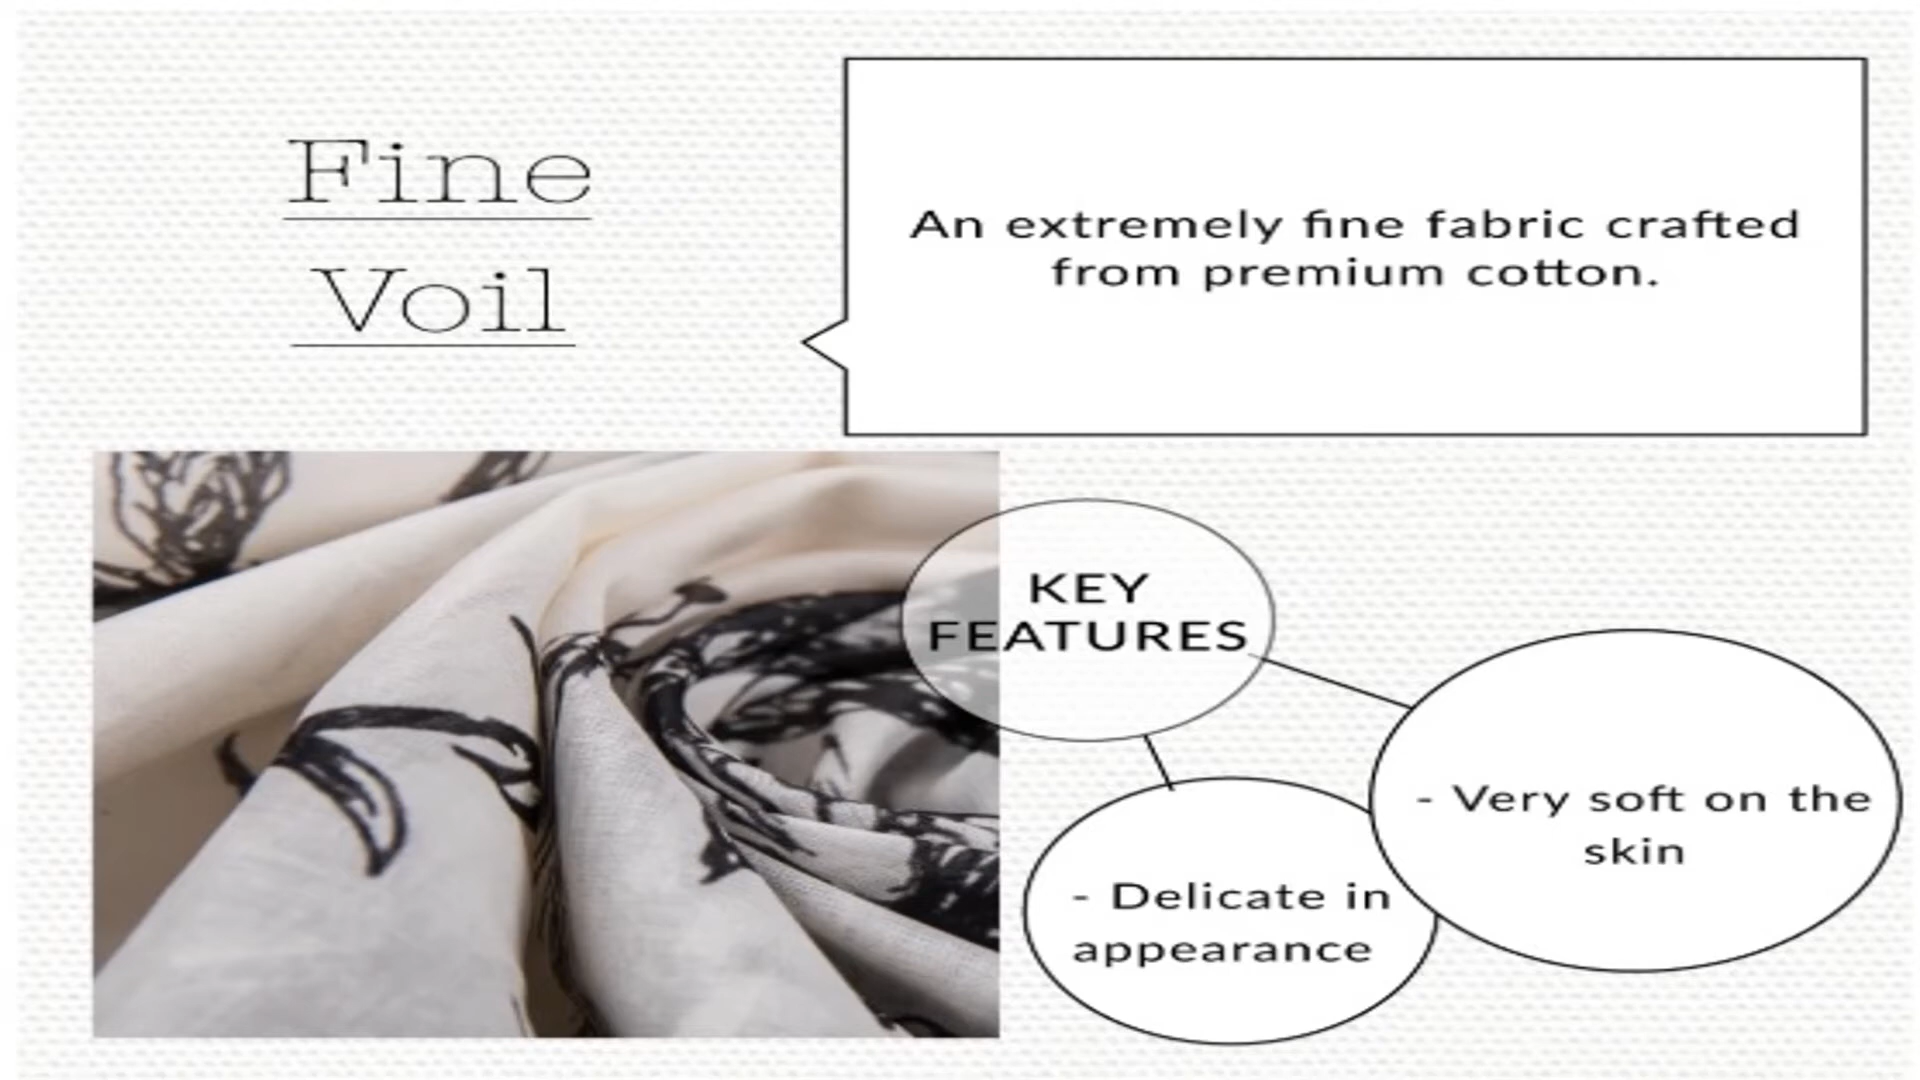 Fine
Voil
An extremely fine fabric crafted
from premium cotton.
KEY
FEATURES
- Very soft on the
skin
- Delicate in
appearance